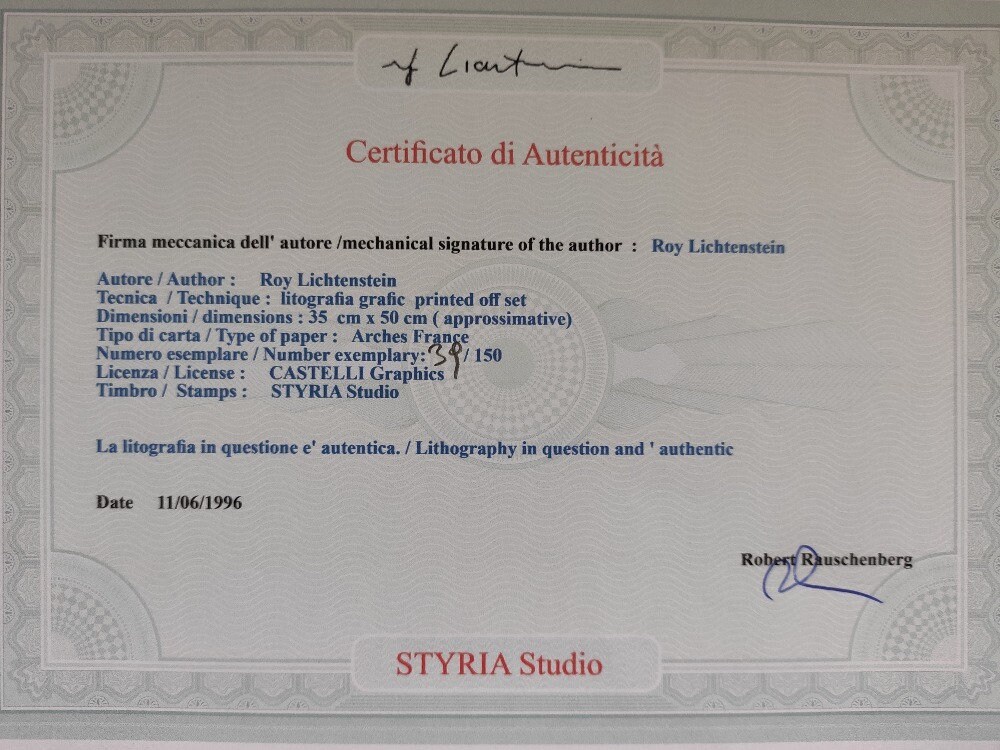 rf Lichtenstein
Certificato di Autenticità
Firma meccanica dell' autore /mechanical signature of the author : Roy Lichtenstein
Autore / Author : Roy Lichtenstein
Tecnica / Technique : litografia grafic printed off set
Dimensioni / dimensions : 35 cm x 50 cm ( approssimative)
Tipo di carta / Type of paper : Arches France
Numero esemplare / Number exemplary: 39 / 150
Licenza / License : CASTELLI Graphics
Timbro / Stamps : STYRIA Studio
La litografia in questione e' autentica. / Lithography in question and ' authentic
Date 11/06/1996
Robert Rauschenberg
STYRIA Studio